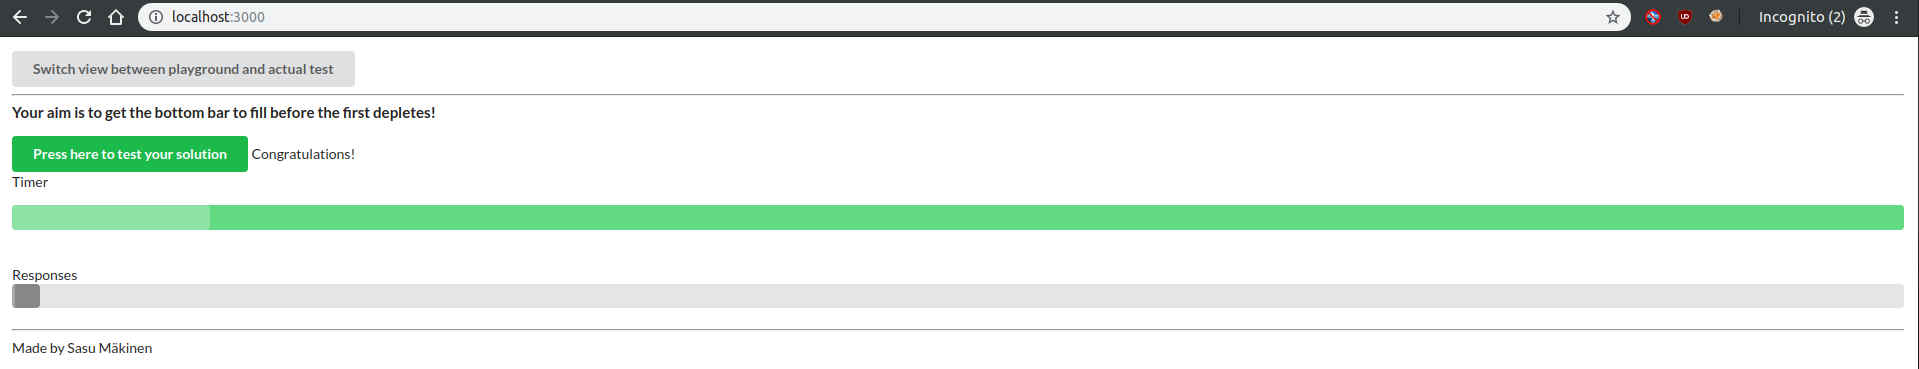 localhost:3000
Incognito (2)
Switch view between playground and actual test
Your aim is to get the bottom bar to fill before the first depletes!
Press here to test your solution Congratulations!
Timer
Responses
Made by Sasu Mäkinen